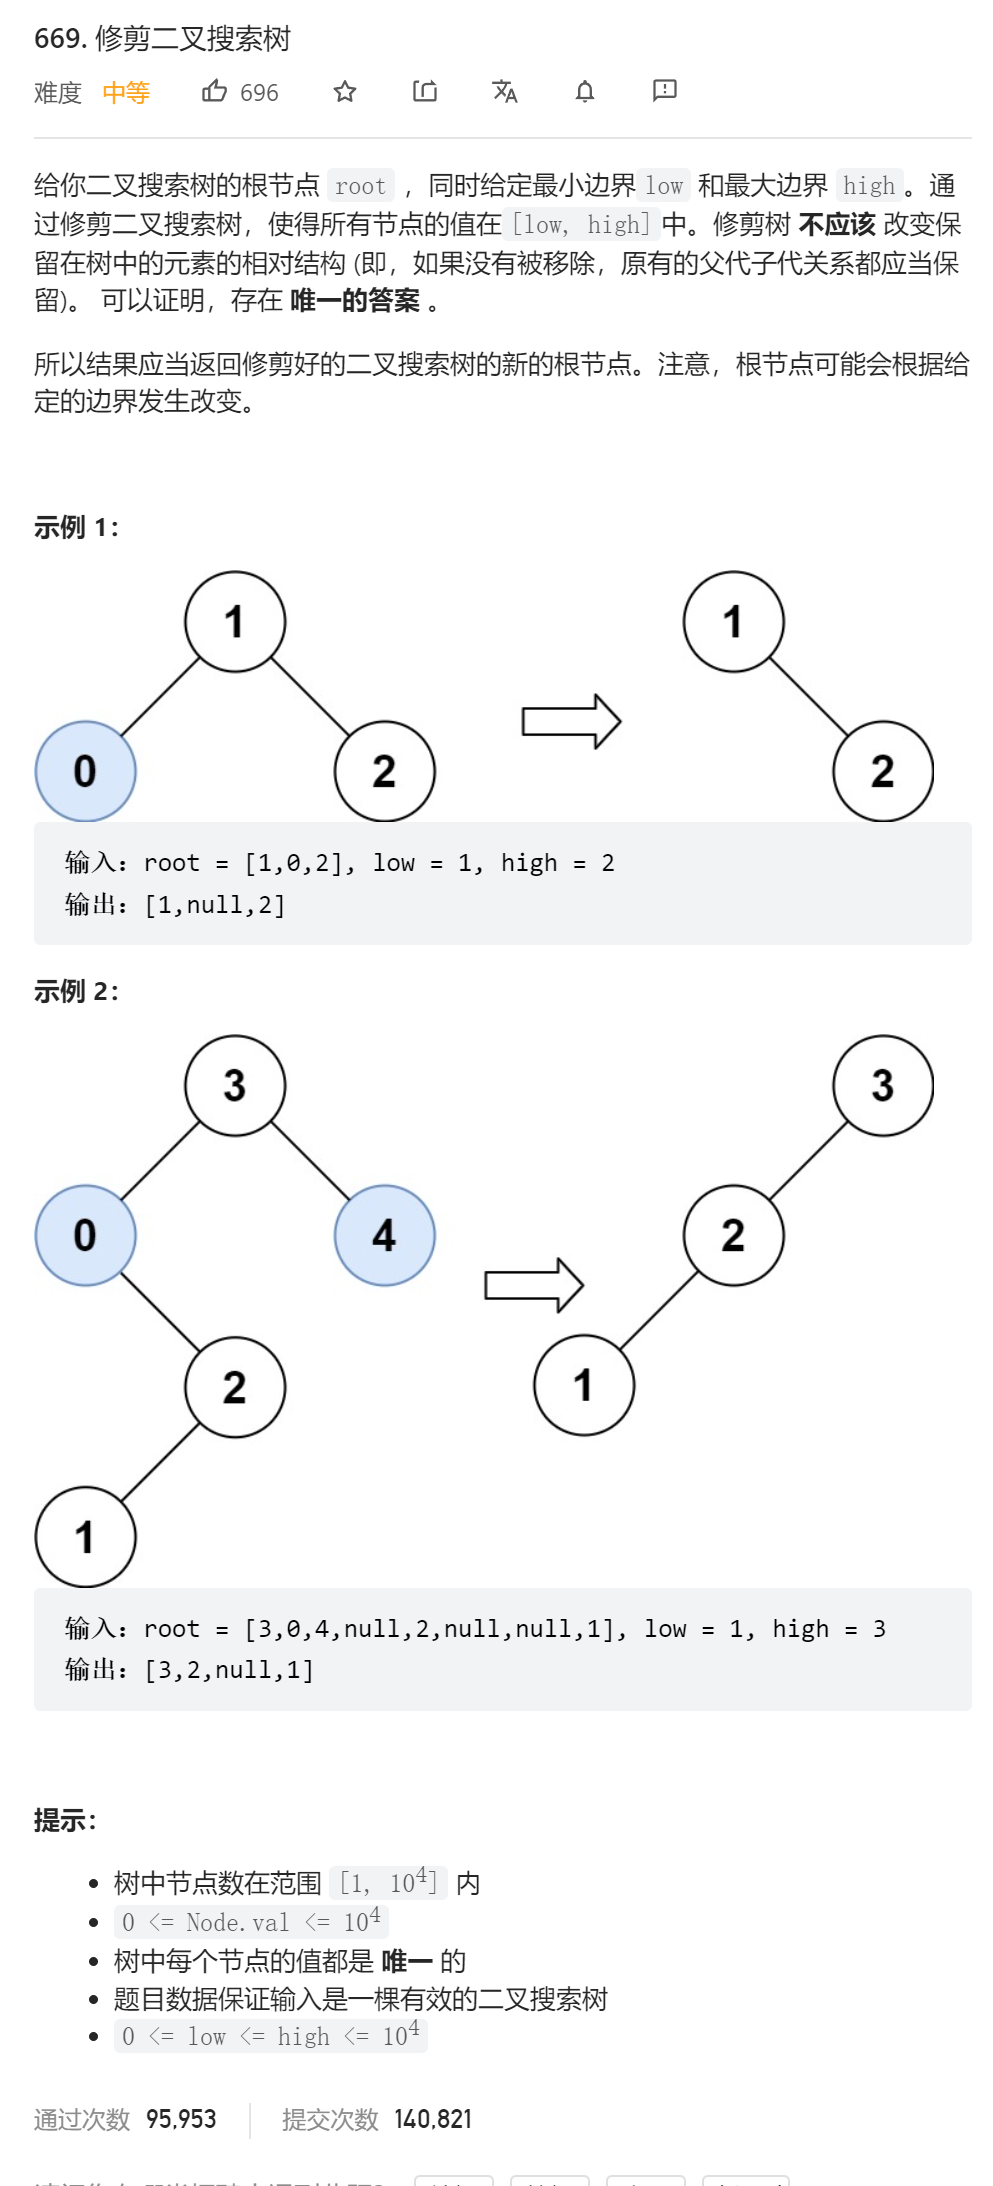 669. 修剪二叉搜索树
难度 中等 696
给你二叉搜索树的根节点 root ，同时给定最小边界 low 和最大边界 high。通
过修剪二叉搜索树，使得所有节点的值在 [low, high] 中。修剪树 不应该 改变保
留在树中的元素的相对结构 (即，如果没有被移除，原有的父代子代关系都应当保
留)。 可以证明，存在 唯一的答案 。
所以结果应当返回修剪好的二叉搜索树的新的根节点。注意，根节点可能会根据给
定的边界发生改变。
示例 1：
1 1
0 2 2
输入：root = [1,0,2], low = 1, high = 2
输出：[1,null,2]
示例 2：
3 3
0 4 2
2 1
1
输入：root = [3,0,4,null,2,null,null,1], low = 1, high = 3
输出：[3,2,null,1]
提示：
• 树中节点数在范围 [1, 10⁴] 内
• 0 <= Node.val <= 10⁴
• 树中每个节点的值都是 唯一 的
• 题目数据保证输入是一棵有效的二叉搜索树
• 0 <= low <= high <= 10⁴
通过次数 95,953 提交次数 140,821